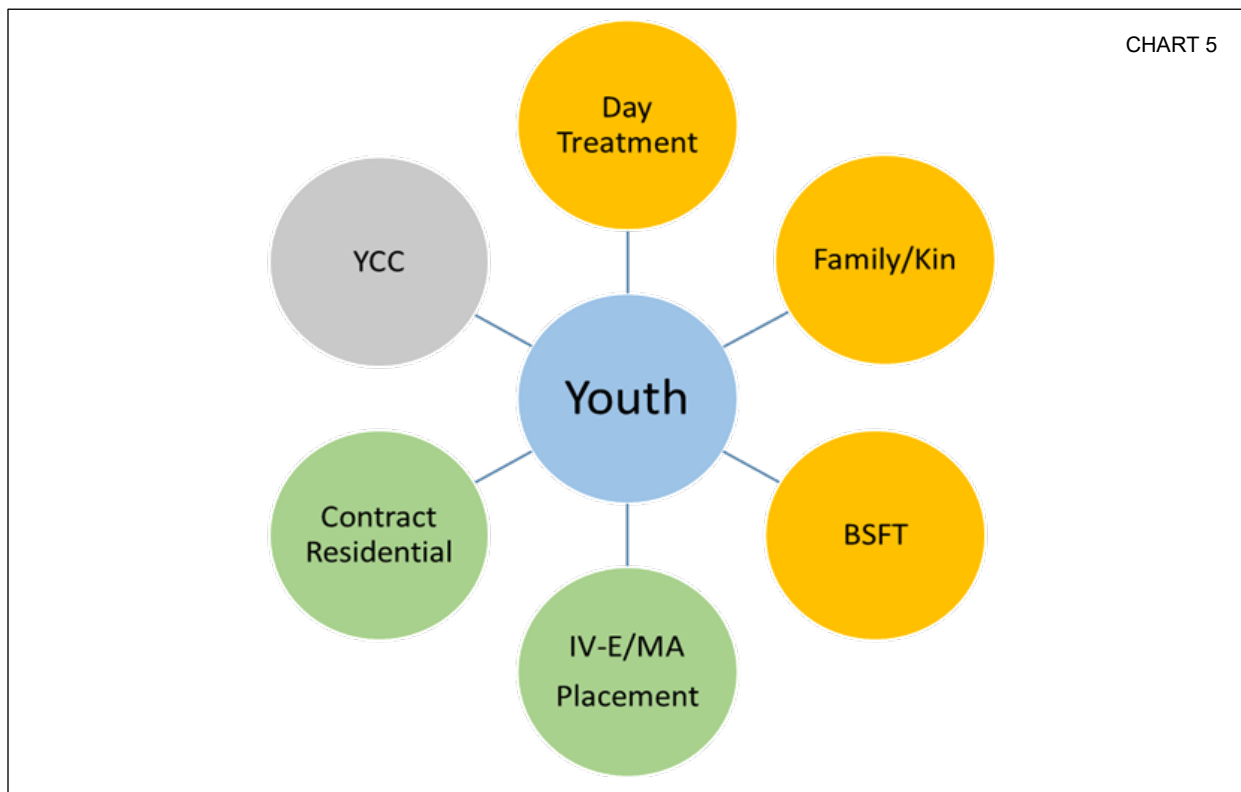 CHART 5
Day
Treatment
YCC
Family/Kin
Youth
Contract
Residential
BSFT
IV-E/MA
Placement